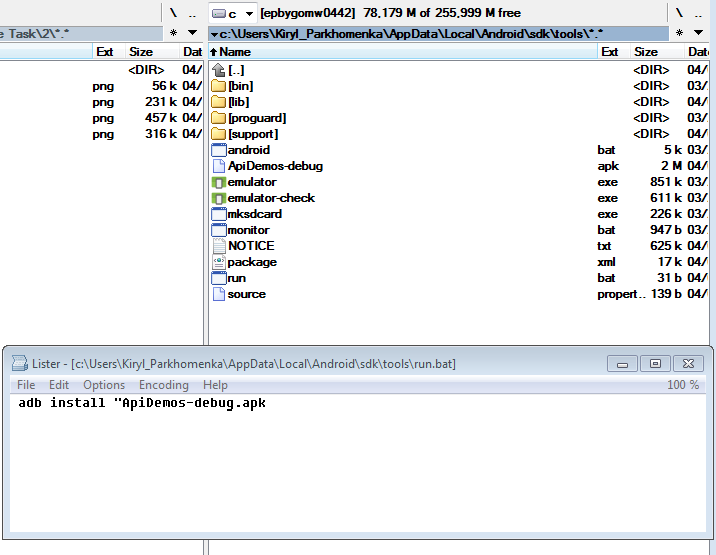 \ ..
c [epbygomw0442] 78,179 M of 255,999 M free \ ..
e Task\2\*.* * 
c:\Users\Kiryl_Parkhomenka\AppData\Local\Android\sdk\tools\*.* *
Ext Size Dat
Name Ext Size Date
<DIR> 04/
png 56 k 04/
png 231 k 04/
png 457 k 04/
png 316 k 04/
[..] <DIR> 04/
[bin] <DIR> 03/
[lib] <DIR> 04/
[proguard] <DIR> 03/
[support] <DIR> 04/
android bat 5 k 03/
ApiDemos-debug apk 2 M 04/
emulator exe 851 k 03/
emulator-check exe 611 k 03/
mksdcard exe 226 k 03/
monitor bat 947 b 03/
NOTICE txt 625 k 04/
package xml 17 k 04/
run bat 31 b 04/
source propert.. 139 b 04/
Lister - [c:\Users\Kiryl_Parkhomenka\AppData\Local\Android\sdk\tools\run.bat]
File Edit Options Encoding Help 100 %
adb install "ApiDemos-debug.apk